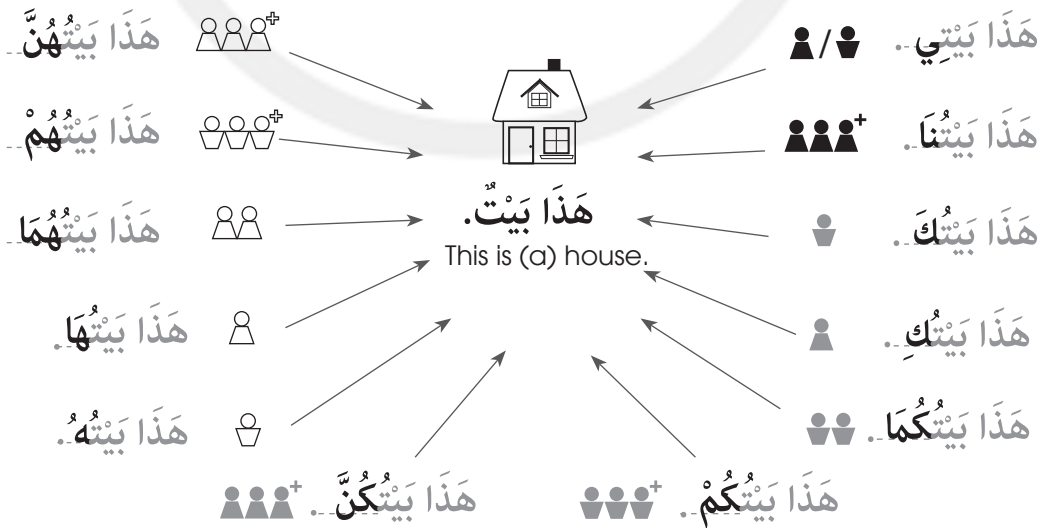 هَذَا بَيْتِي.
هَذَا بَيْتُنَا.
هَذَا بَيْتُكَ.
هَذَا بَيْتُكِ.
هَذَا بَيْتُكُمَا.
هَذَا بَيْتُكُمْ.
هَذَا بَيْتُكُنَّ.
هَذَا بَيْتُهُ.
هَذَا بَيْتُهَا.
هَذَا بَيْتُهُمَا
هَذَا بَيْتُهُمْ
هَذَا بَيْتُهُنَّ
هَذَا بَيْتٌ.
This is (a) house.